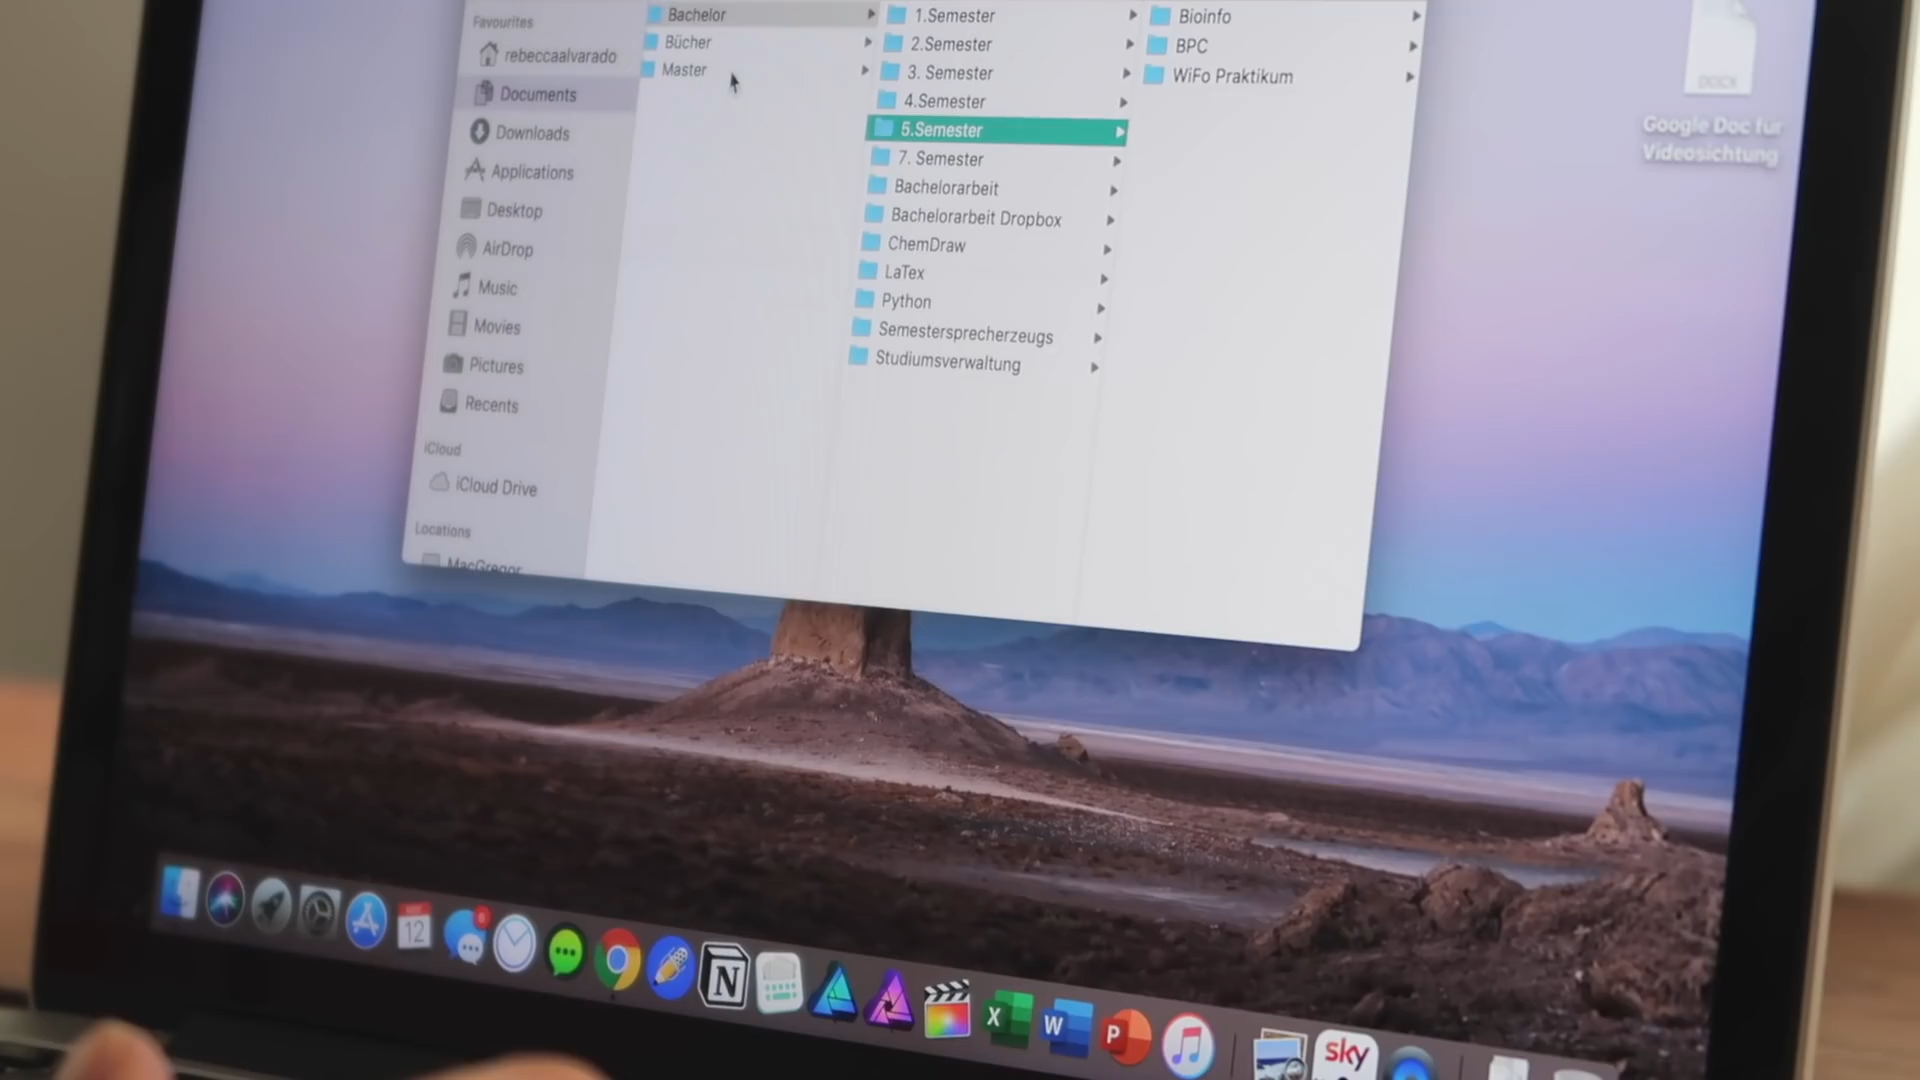 Favourites
rebeccaalvarado
Documents
Downloads
Applications
Desktop
AirDrop
Music
Movies
Pictures
Recents
iCloud
iCloud Drive
Locations
MacGregor
Bachelor
Bücher
Master
1.Semester
2.Semester
3. Semester
4.Semester
5.Semester
7. Semester
Bachelorarbeit
Bachelorarbeit Dropbox
ChemDraw
LaTex
Python
Semestersprecherzeugs
Studiumsverwaltung
Bioinfo
BPC
WiFo Praktikum
DOCX
Google Doc für
Videosichtung
12
N
X
W
P
sky